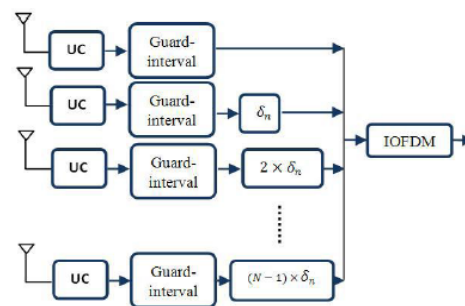 UC
Guard-
interval
UC
Guard-
interval
δₙ
UC
Guard-
interval
2 × δₙ
IOFDM
UC
Guard-
interval
(N − 1) × δₙ